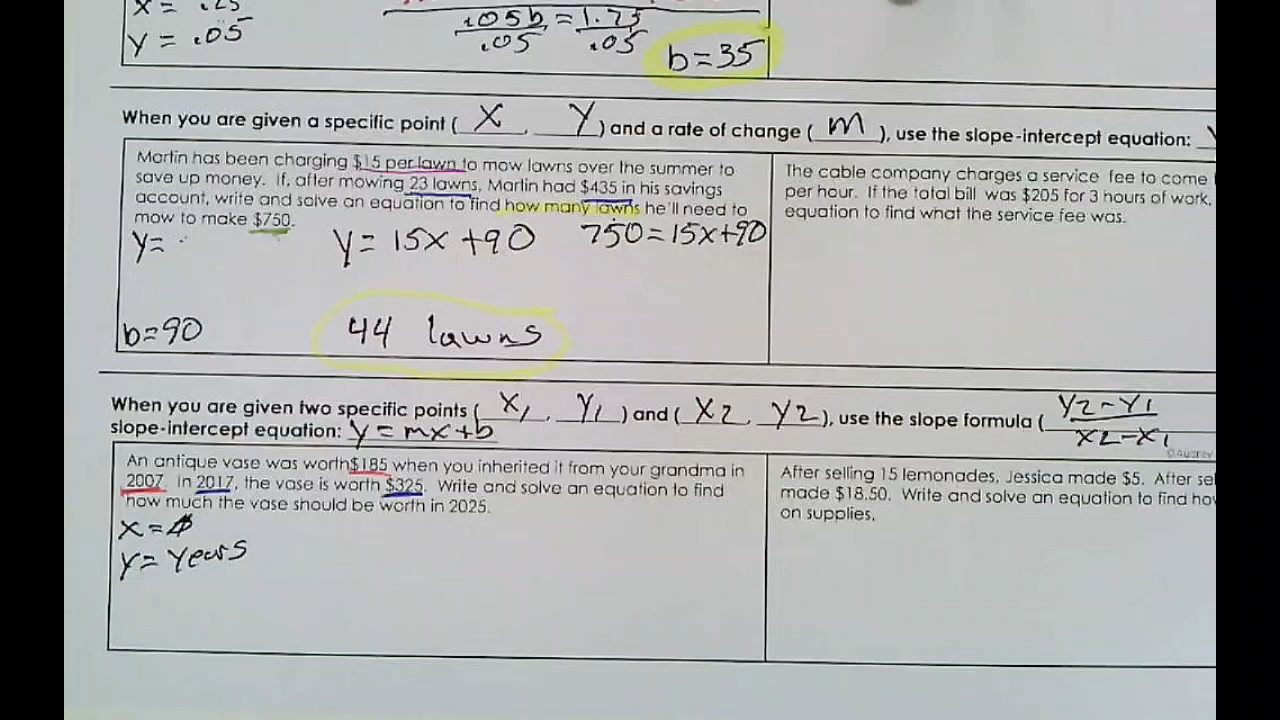 x = .25
y = .05
.05b = 1.75
.05 .05
b=35
When you are given a specific point ( X , Y ) and a rate of change ( m ), use the slope-intercept equation:
Martin has been charging $15 per lawn to mow lawns over the summer to
save up money. If, after mowing 23 lawns, Martin had $435 in his savings
account, write and solve an equation to find how many lawns he'll need to
mow to make $750.
y=
y= 15x +90
750=15x+90
b=90
44 lawns
The cable company charges a service fee to come
per hour. If the total bill was $205 for 3 hours of work,
equation to find what the service fee was.
When you are given two specific points ( X1, Y1 ) and ( X2, Y2 ), use the slope formula ( Y2-Y1
X2-X1
slope-intercept equation: y=mx+b
An antique vase was worth $185 when you inherited it from your grandma in
2007. In 2017, the vase is worth $325. Write and solve an equation to find
how much the vase should be worth in 2025.
x=$
y= years
After selling 15 lemonades, Jessica made $5. After
made $18.50. Write and solve an equation to find
on supplies.